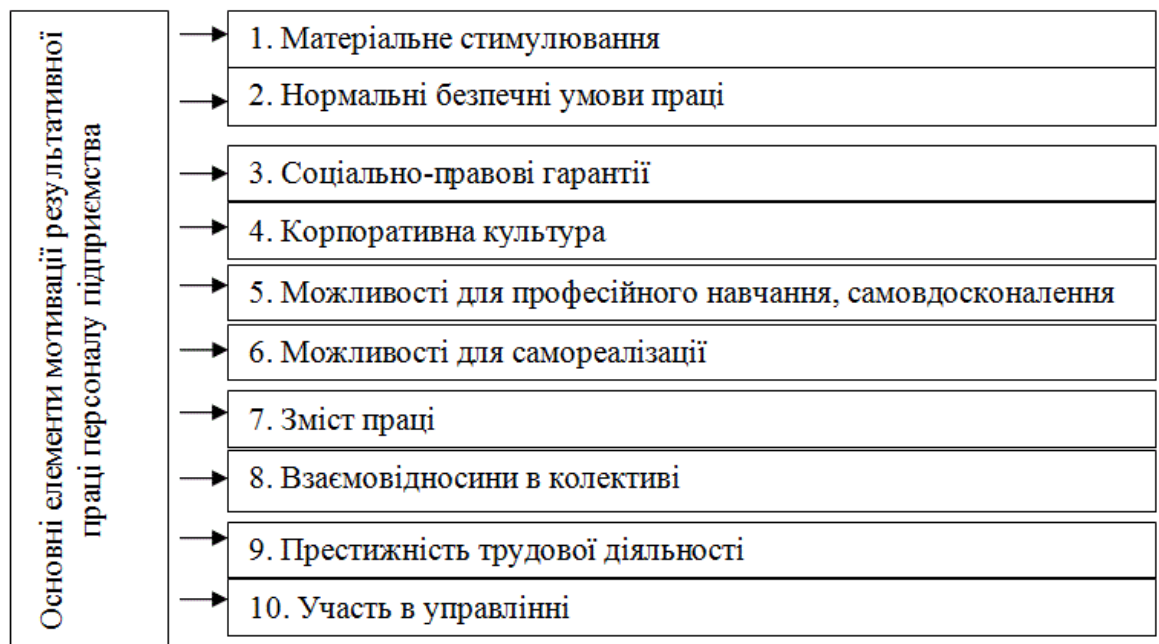 Основні елементи мотивації результативної
праці персоналу підприємства
1. Матеріальне стимулювання
2. Нормальні безпечні умови праці
3. Соціально-правові гарантії
4. Корпоративна культура
5. Можливості для професійного навчання, самовдосконалення
6. Можливості для самореалізації
7. Зміст праці
8. Взаємовідносини в колективі
9. Престижність трудової діяльності
10. Участь в управлінні